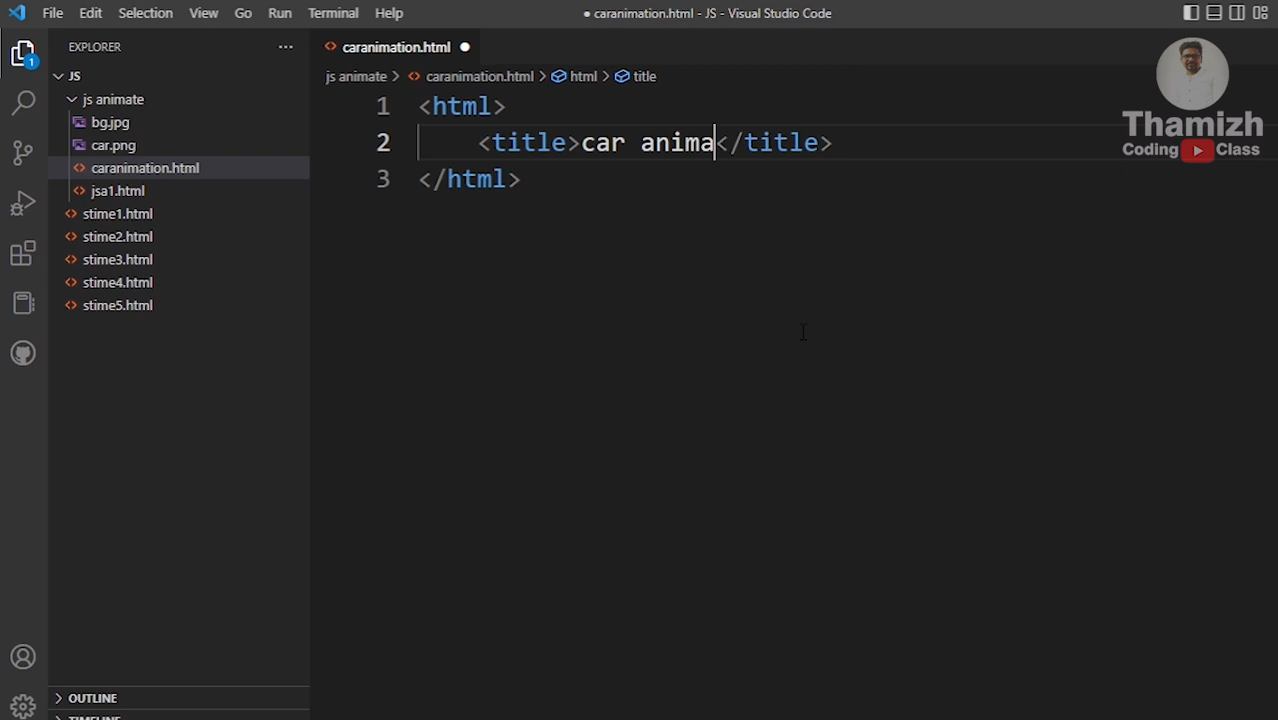 File Edit Selection View Go Run Terminal Help
● caranimation.html - JS - Visual Studio Code
EXPLORER
caranimation.html
JS
js animate > caranimation.html > html > title
js animate
bg.jpg
car.png
caranimation.html
jsa1.html
stime1.html
stime2.html
stime3.html
stime4.html
stime5.html
1
1 <html>
2 <title>car anima</title>
3 </html>
Thamizh
Coding Class
OUTLINE
TIMELINE